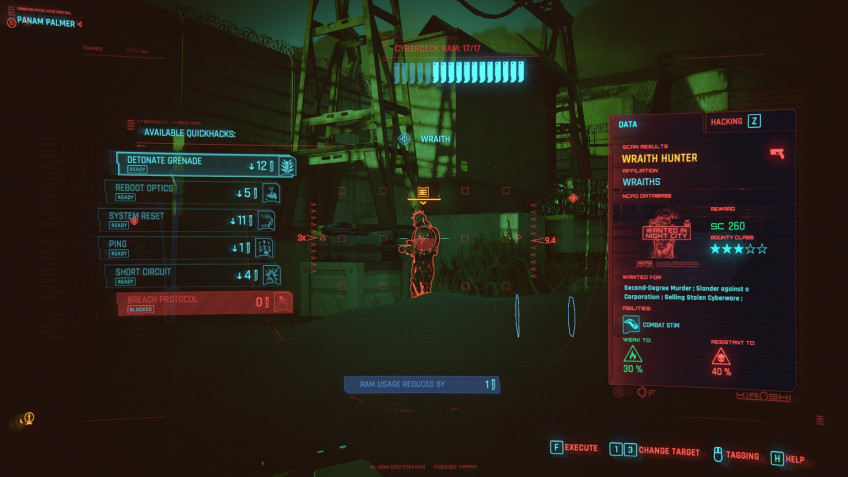 PANAM PALMER
SCANNER
CYBERDECK RAM: 17/17
AVAILABLE QUICKHACKS:
DETONATE GRENADE
READY
12
REBOOT OPTICS
READY
5
SYSTEM RESET
READY
11
PING
READY
1
SHORT CIRCUIT
READY
4
BREACH PROTOCOL
BLOCKED
0
WRAITH
3x
9.4
RAM USAGE REDUCED BY 1
DATA
HACKING Z
SCAN RESULTS
WRAITH HUNTER
AFFILIATION
WRAITHS
NCPD DATABASE
WANTED IN
NIGHT CITY
NCPD
REWARD
SC 260
BOUNTY CLASS
WANTED FOR
Second-Degree Murder ; Slander against a
Corporation ; Selling Stolen Cyberware ;
ABILITIES:
COMBAT STIM
WEAK TO:
30 %
RESISTANT TO:
40 %
KIROSHI
F EXECUTE
1 3 CHANGE TARGET
TAGGING
H HELP